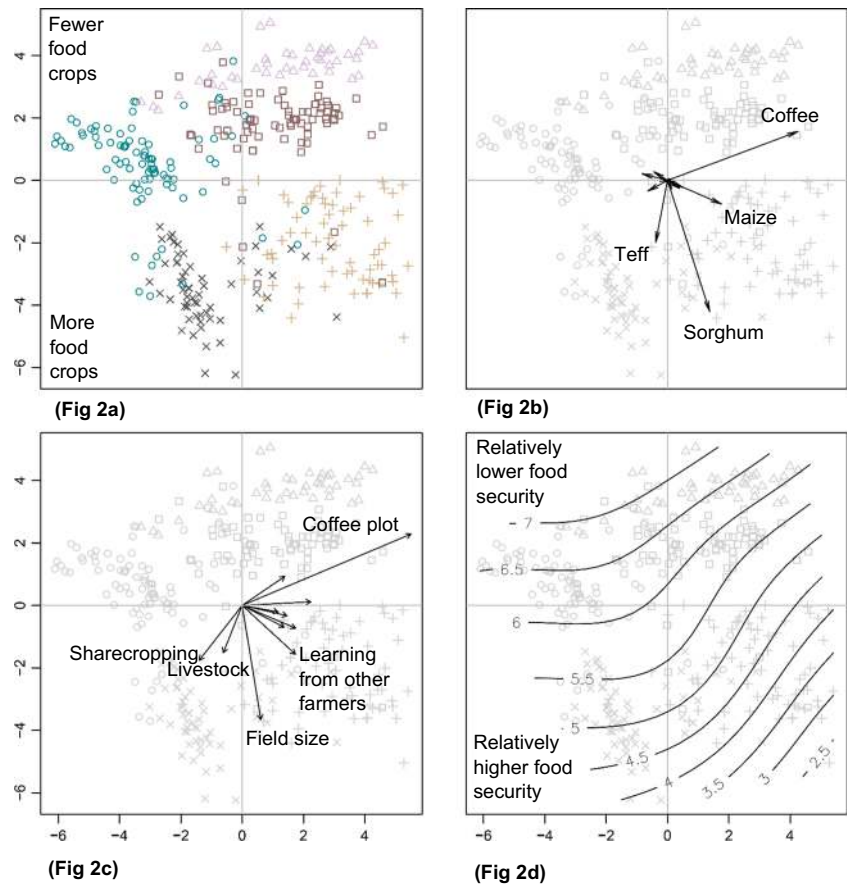 Fewer
food
crops
4
2
0
-2
-4
-6
More
food
crops
(Fig 2a)
Coffee
Maize
Teff
Sorghum
(Fig 2b)
4
2
0
-2
-4
-6
Coffee plot
Sharecropping
Livestock
Learning
from other
farmers
Field size
-6 -4 -2 0 2 4
(Fig 2c)
Relatively
lower food
security
- 7
6.5
6
5.5
5
4.5
4
3.5
3
- 2.5 -
Relatively
higher food
security
-6 -4 -2 0 2 4
(Fig 2d)